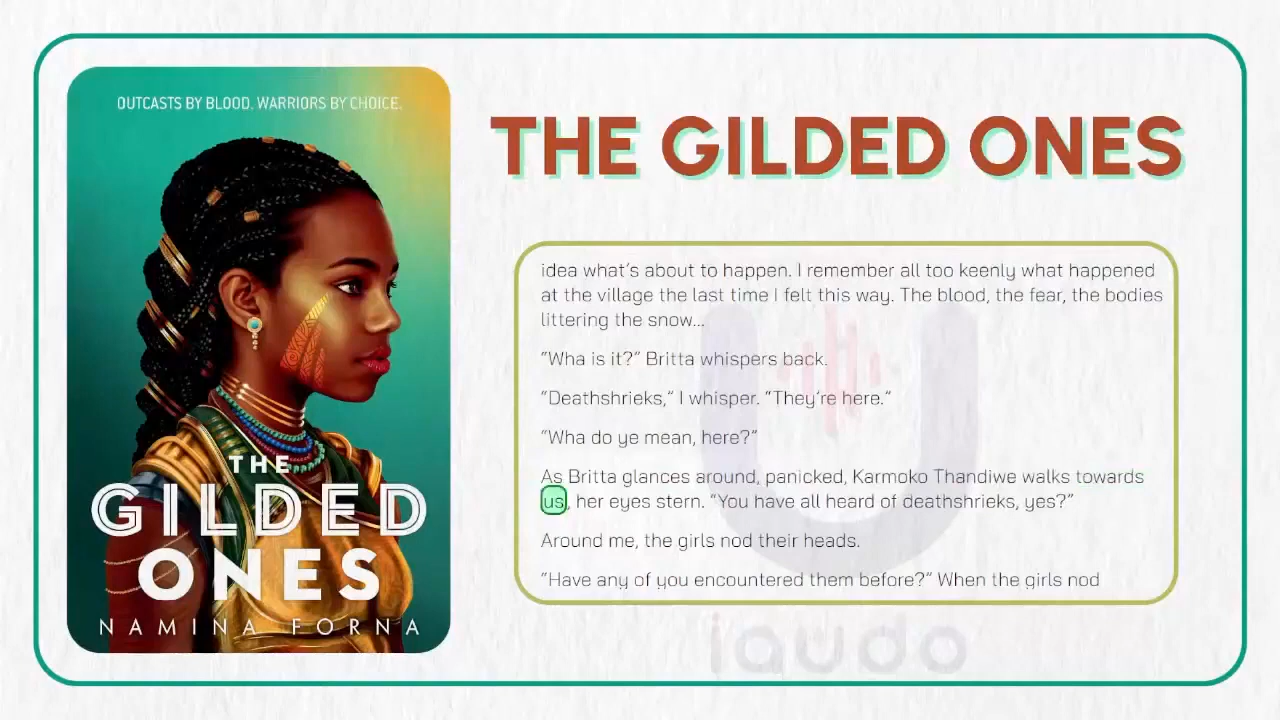 OUTCASTS BY BLOOD. WARRIORS BY CHOICE.
THE
GILDED
ONES
NAMINA FORNA
THE GILDED ONES
idea what's about to happen. I remember all too keenly what happened
at the village the last time I felt this way. The blood, the fear, the bodies
littering the snow...
"Wha is it?" Britta whispers back.
"Deathshrieks," I whisper. "They're here."
"Wha do ye mean, here?"
As Britta glances around, panicked, Karmoko Thandiwe walks towards
us, her eyes stern. "You have all heard of deathshrieks, yes?"
Around me, the girls nod their heads.
"Have any of you encountered them before?" When the girls nod
iaudo